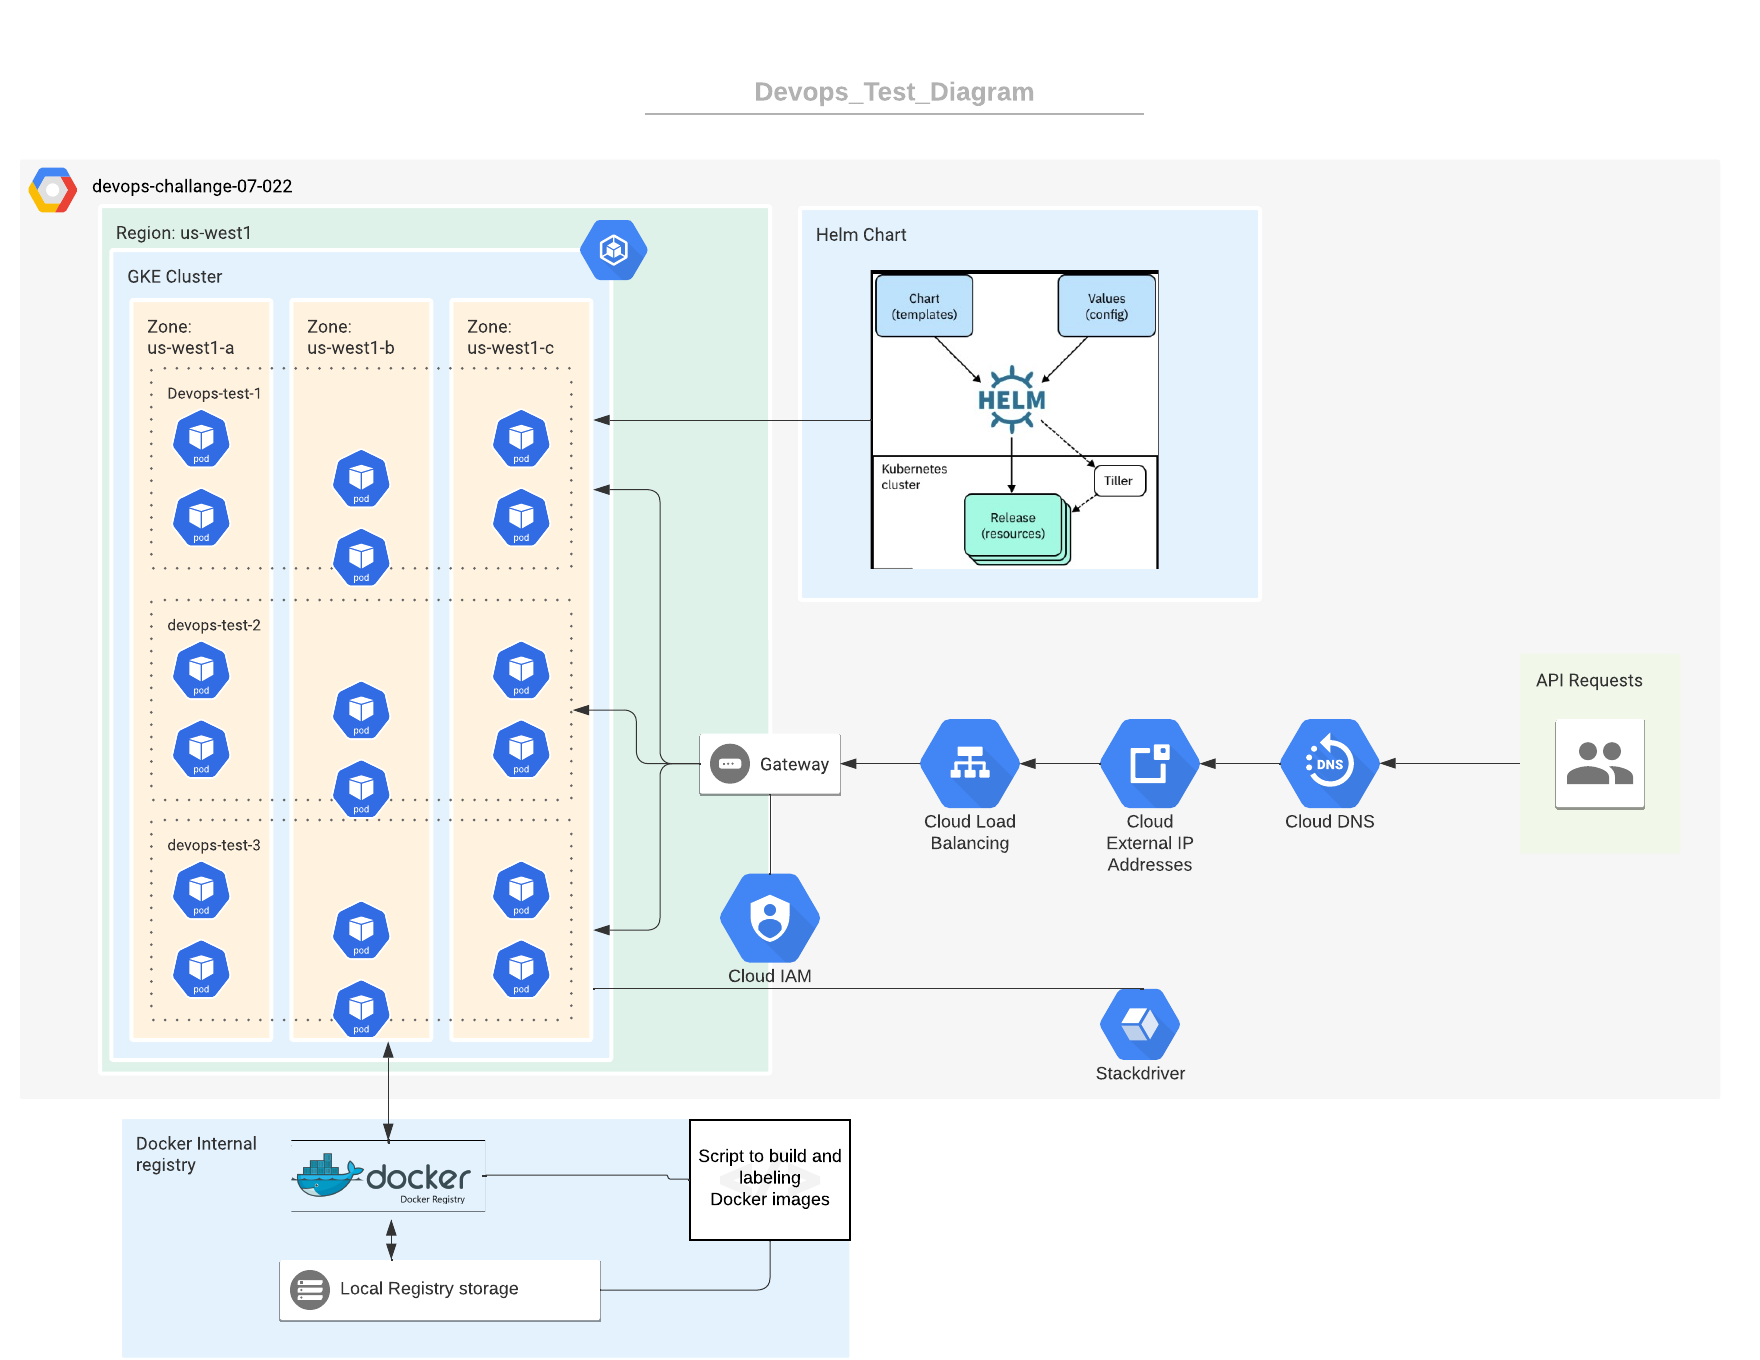 Devops_Test_Diagram
devops-challange-07-022
Region: us-west1
GKE Cluster
Zone:
us-west1-a
Zone:
us-west1-b
Zone:
us-west1-c
Devops-test-1
pod
pod
pod
pod
pod
pod
devops-test-2
pod
pod
pod
pod
pod
pod
devops-test-3
pod
pod
pod
pod
pod
pod
Helm Chart
Chart
(templates)
Values
(config)
HELM
Kubernetes
cluster
Tiller
Release
(resources)
API Requests
Gateway
DNS
Cloud Load
Balancing
Cloud
External IP
Addresses
Cloud DNS
Cloud IAM
Stackdriver
Docker Internal
registry
docker
Docker Registry
Script to build and
labeling
Docker images
Local Registry storage